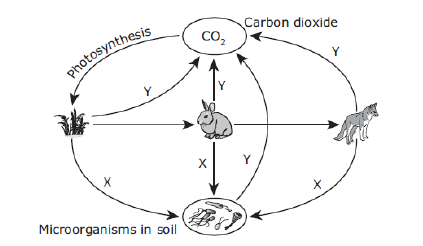 Carbon dioxide
CO2
Photosynthesis
Y
Y
Y
X
Y
X
X
Microorganisms in soil